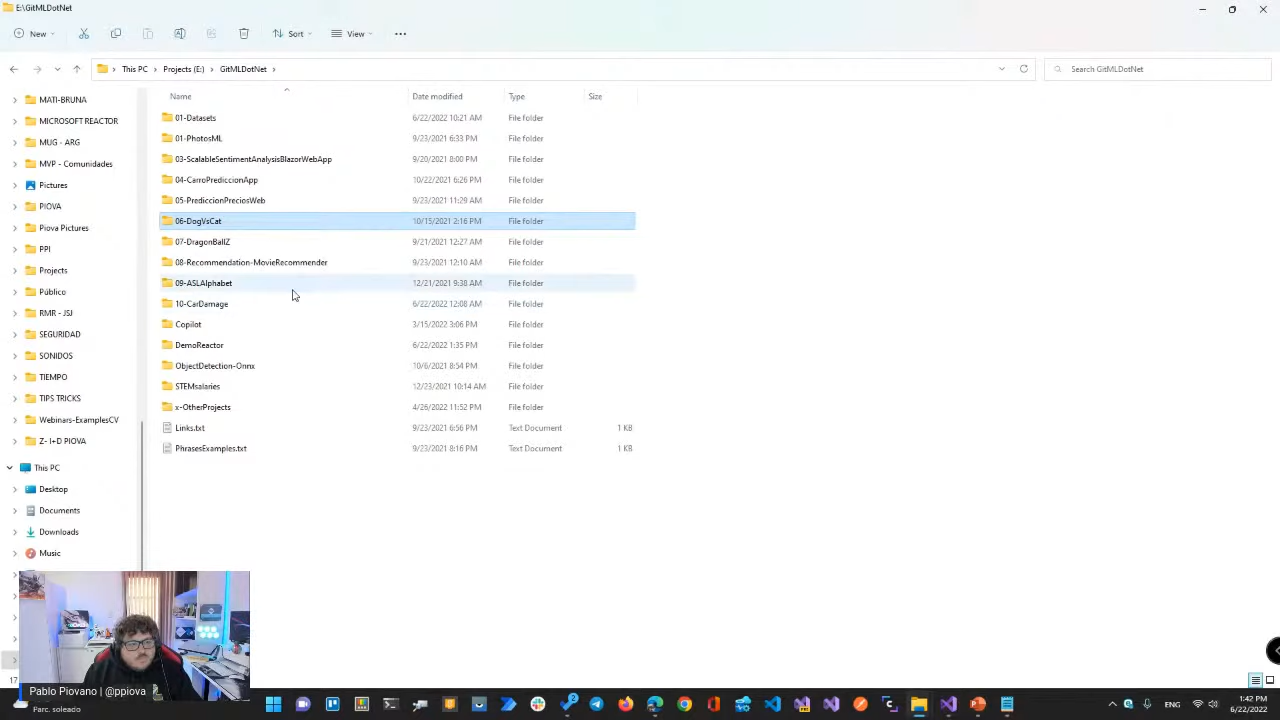 E:\GitMLDotNet
New
Sort
View
This PC
Projects (E:)
GitMLDotNet
Search GitMLDotNet
MATI-BRUNA
MICROSOFT REACTOR
MUG - ARG
MVP - Comunidades
Pictures
PIOVA
Piova Pictures
PPI
Projects
Público
RMR - JSJ
SEGURIDAD
SONIDOS
TIEMPO
TIPS TRICKS
Webinars-ExamplesCV
Z- I+D PIOVA
This PC
Desktop
Documents
Downloads
Music
Name Date modified Type Size
01-Datasets 6/22/2022 10:21 AM File folder
01-PhotosML 9/23/2021 6:33 PM File folder
03-ScalableSentimentAnalysisBlazorWebApp 9/20/2021 8:00 PM File folder
04-CarroPrediccionApp 10/22/2021 6:26 PM File folder
05-PrediccionPreciosWeb 9/23/2021 11:29 AM File folder
06-DogVsCat 10/15/2021 2:16 PM File folder
07-DragonBallZ 9/21/2021 12:27 AM File folder
08-Recommendation-MovieRecommender 9/23/2021 12:10 AM File folder
09-ASLAlphabet 12/21/2021 9:38 AM File folder
10-CarDamage 6/22/2022 12:08 AM File folder
Copilot 3/15/2022 3:06 PM File folder
DemoReactor 6/22/2022 1:35 PM File folder
ObjectDetection-Onnx 10/6/2021 8:54 PM File folder
STEMsalaries 12/23/2021 10:14 AM File folder
x-OtherProjects 4/26/2022 11:52 PM File folder
Links.txt 9/23/2021 6:56 PM Text Document 1 KB
PhrasesExamples.txt 9/23/2021 8:16 PM Text Document 1 KB
17
Pablo Piovano | @ppiova
Parc. soleado
2
ENG
1:42 PM
6/22/2022